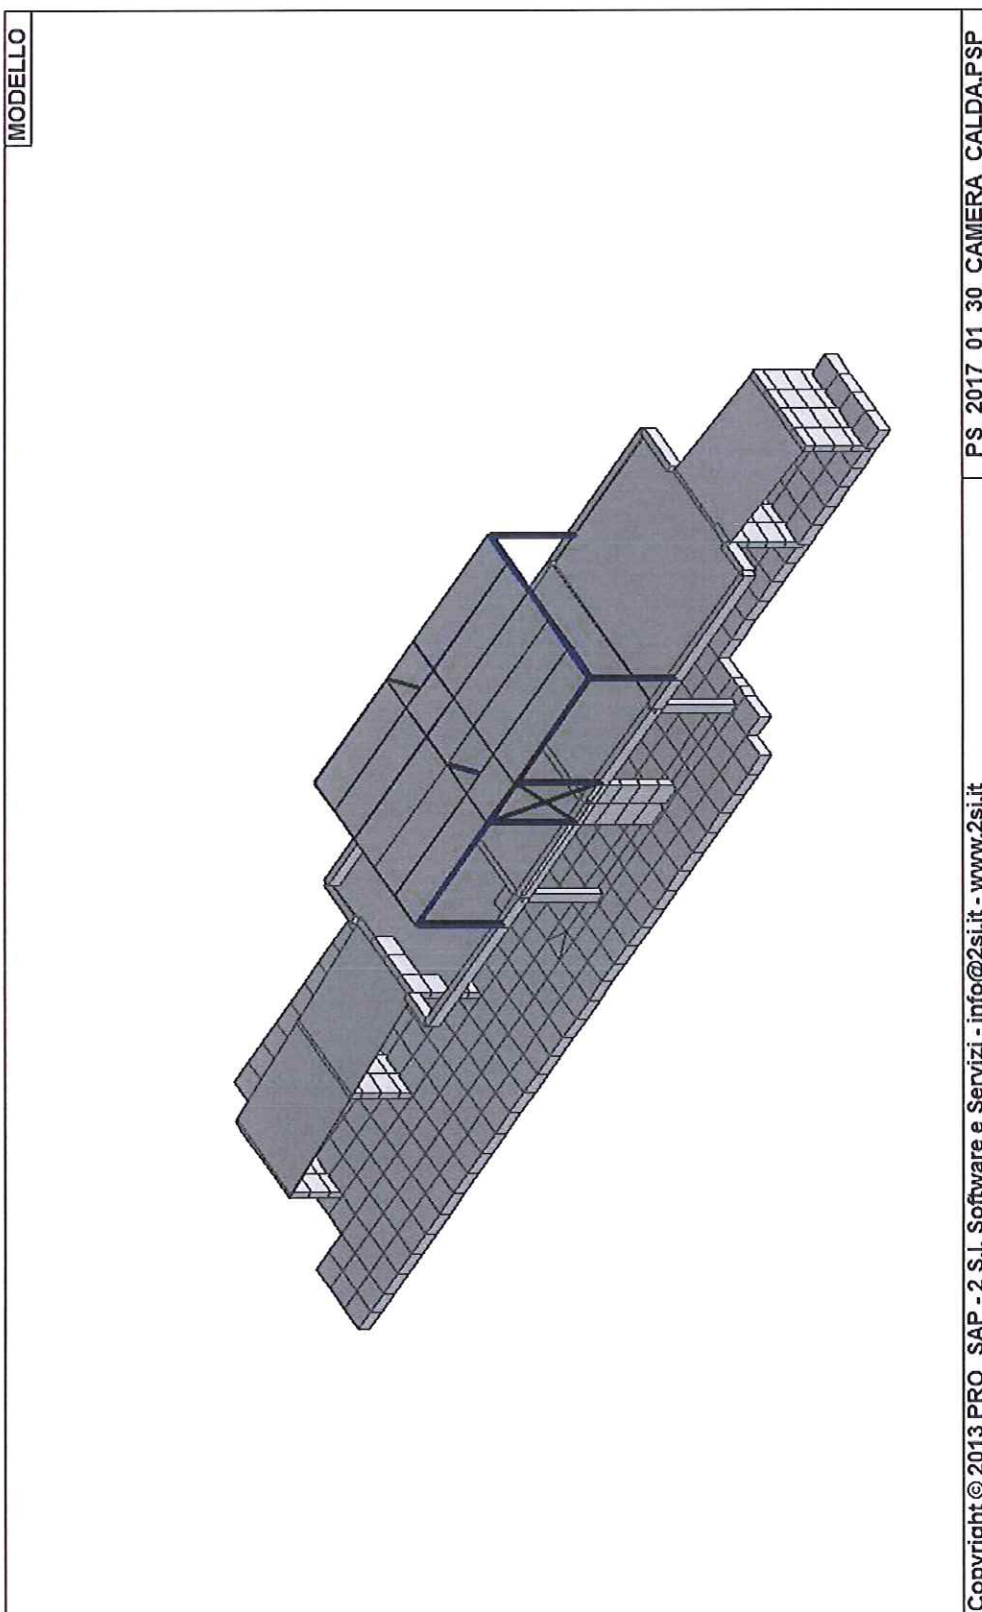 MODELLO
Copyright © 2013 PRO_SAP - 2 S.I. Software e Servizi - info@2si.it - www.2si.it
PS_2017_01_30_CAMERA_CALDA.PSP